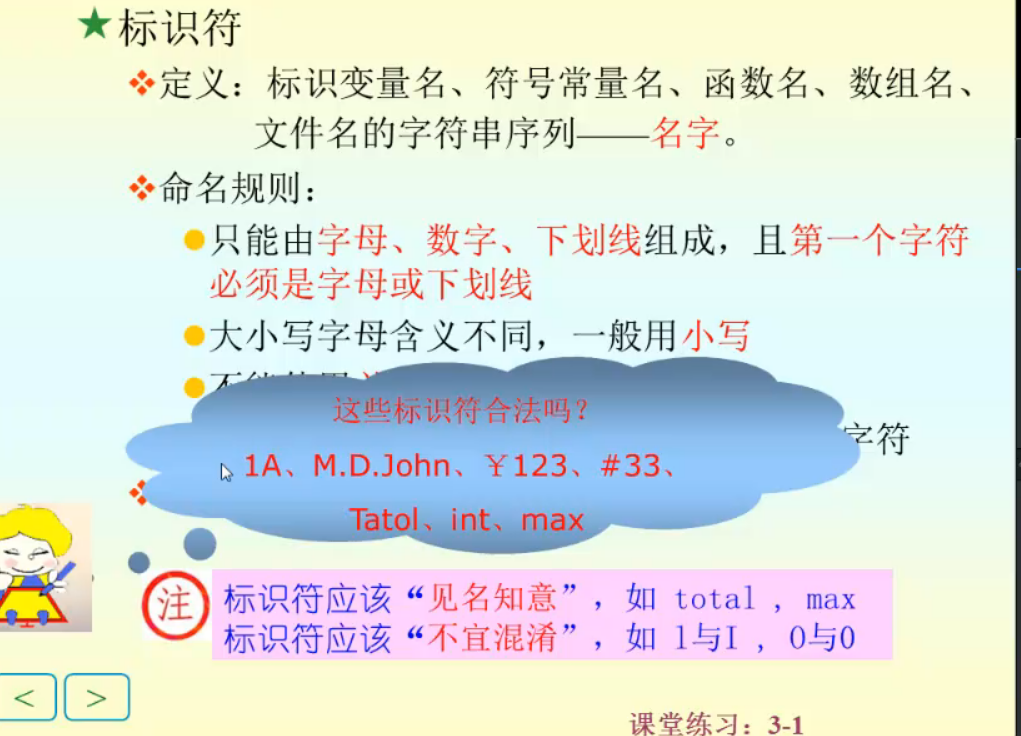 标识符
定义：标识变量名、符号常量名、函数名、数组名、
文件名的字符串序列——名字。
命名规则：
只能由字母、数字、下划线组成，且第一个字符
必须是字母或下划线
大小写字母含义不同，一般用小写
这些标识符合法吗？
字符
1A、M.D.John、￥123、#33、
Tatol、int、max
注
标识符应该“见名知意”，如 total , max
标识符应该“不宜混淆”，如 l与I , O与0
< >
课堂练习：3-1